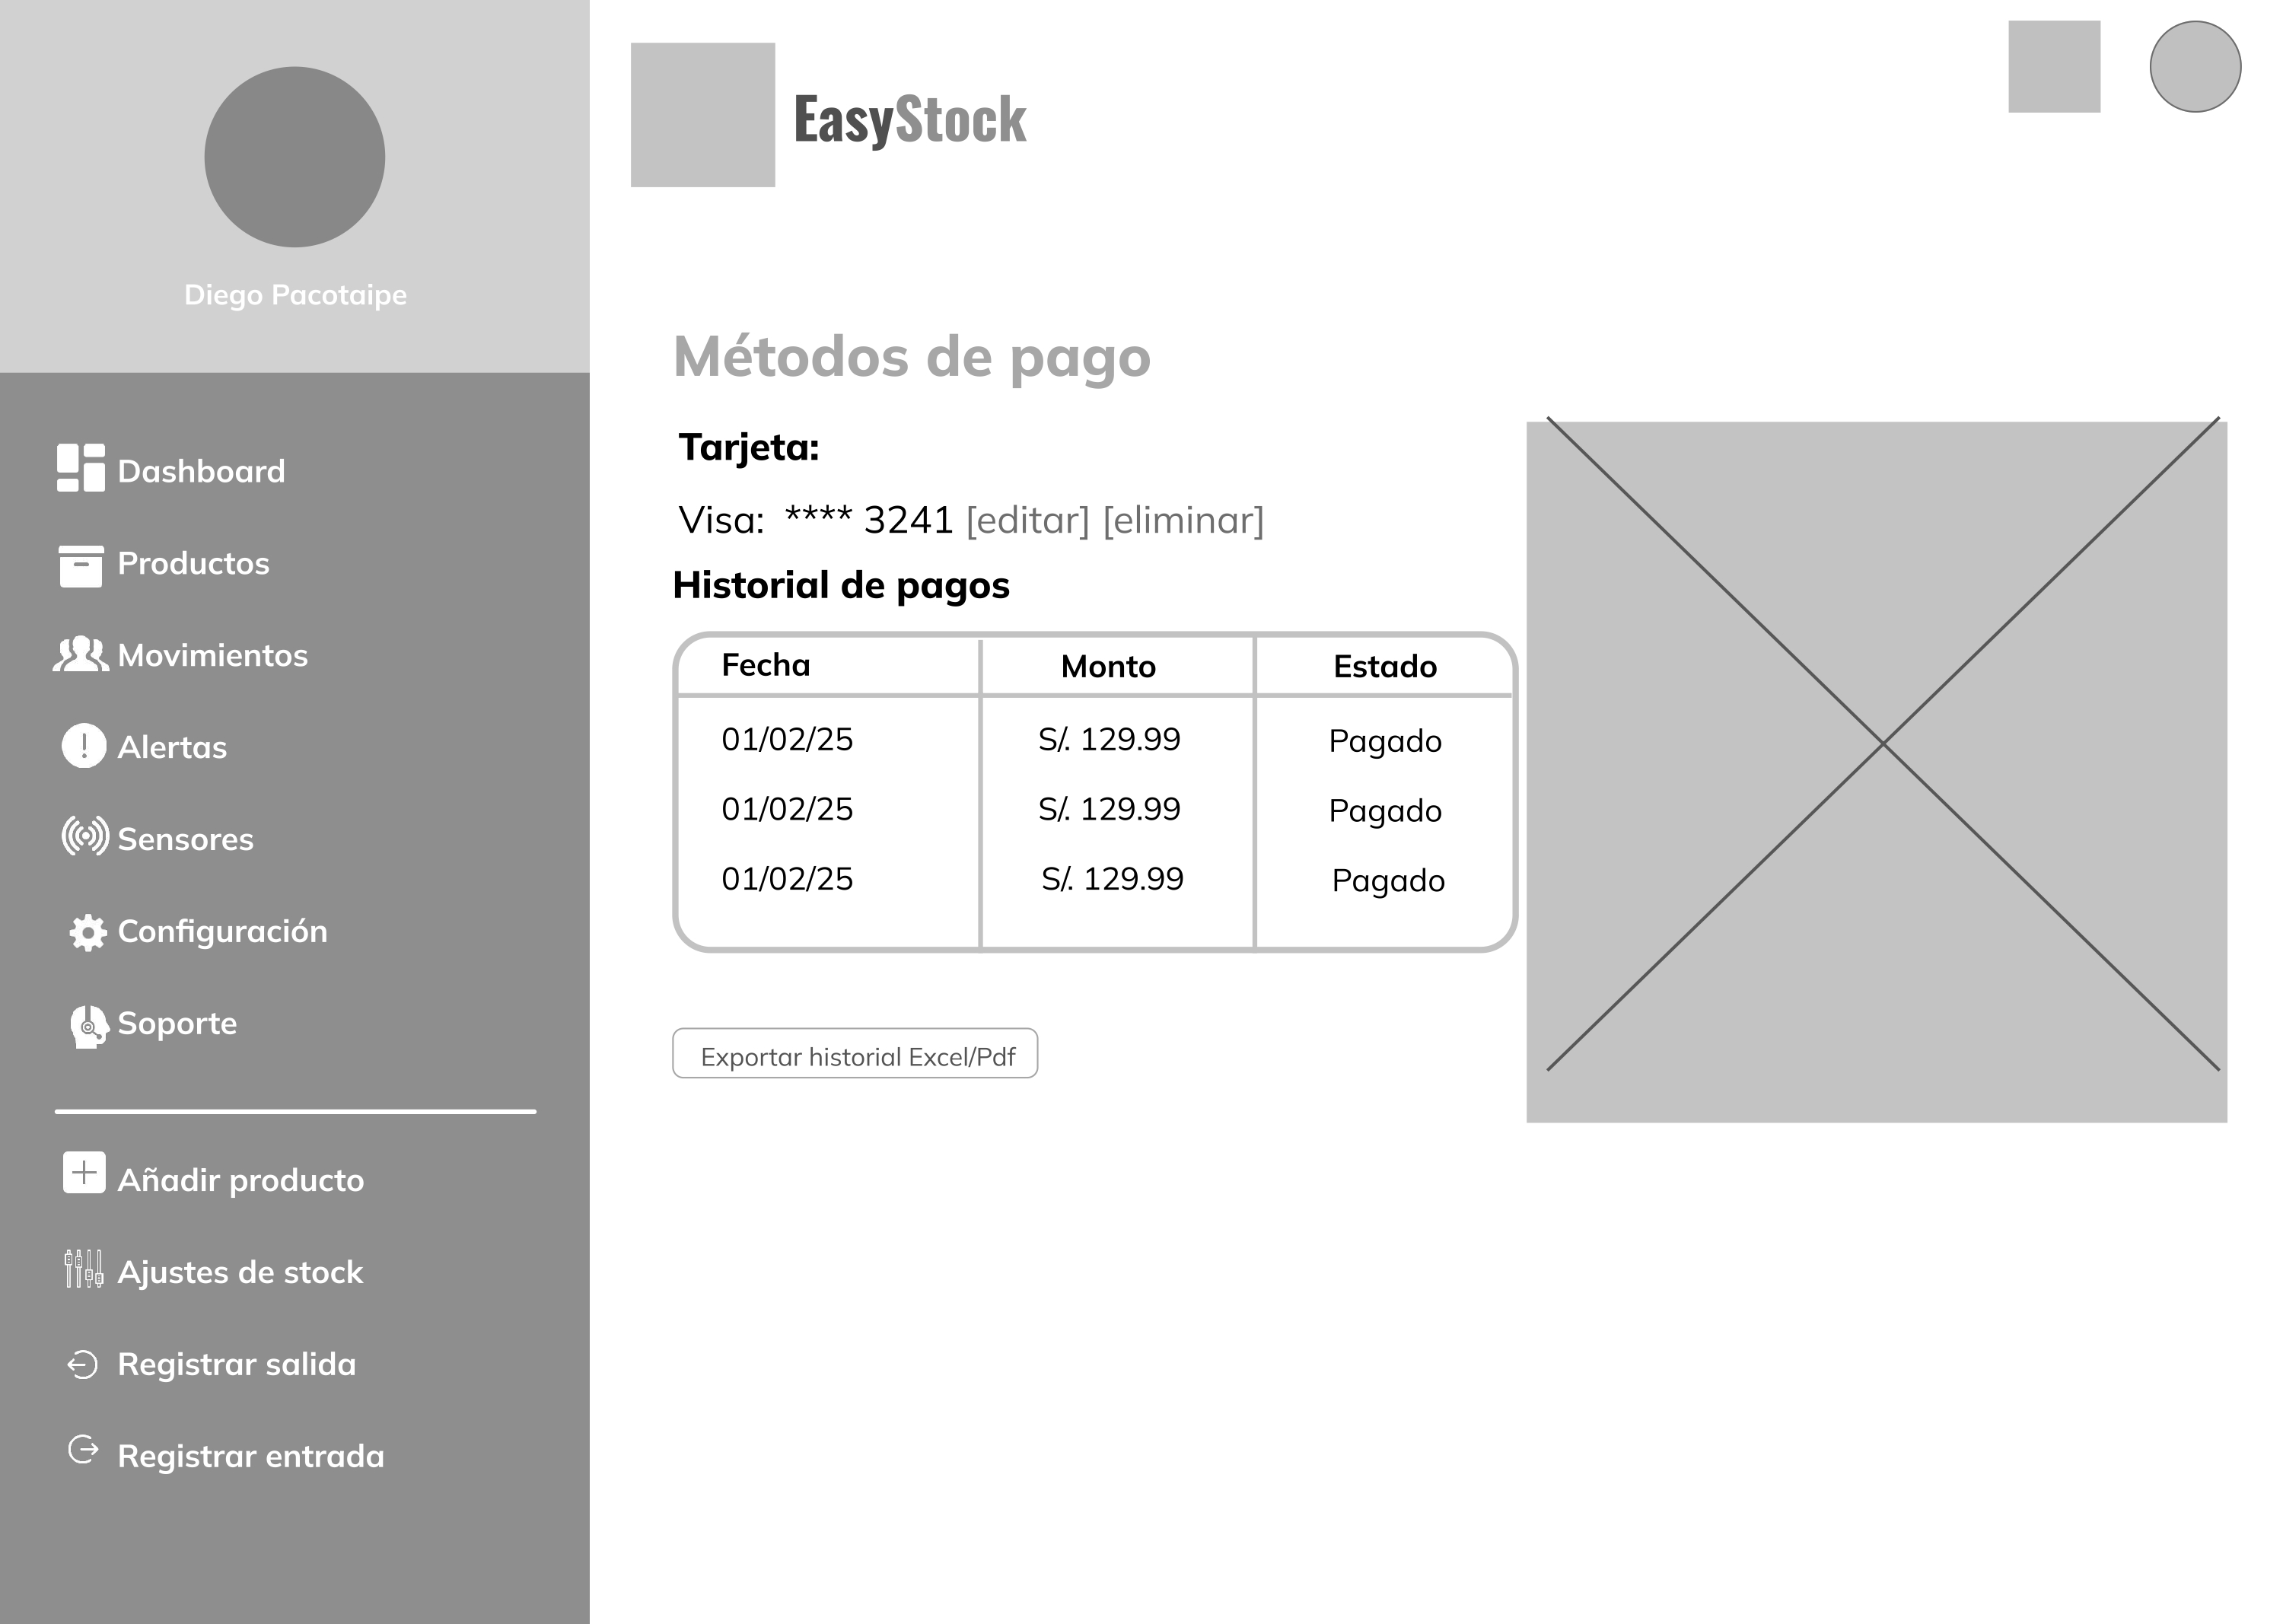 Diego Pacotaipe
Dashboard
Productos
Movimientos
Alertas
Sensores
Configuración
Soporte
Añadir producto
Ajustes de stock
Registrar salida
Registrar entrada
EasyStock
Métodos de pago
Tarjeta:
Visa: **** 3241 [editar] [eliminar]
Historial de pagos
Fecha Monto Estado
01/02/25 S/. 129.99 Pagado
01/02/25 S/. 129.99 Pagado
01/02/25 S/. 129.99 Pagado
Exportar historial Excel/Pdf